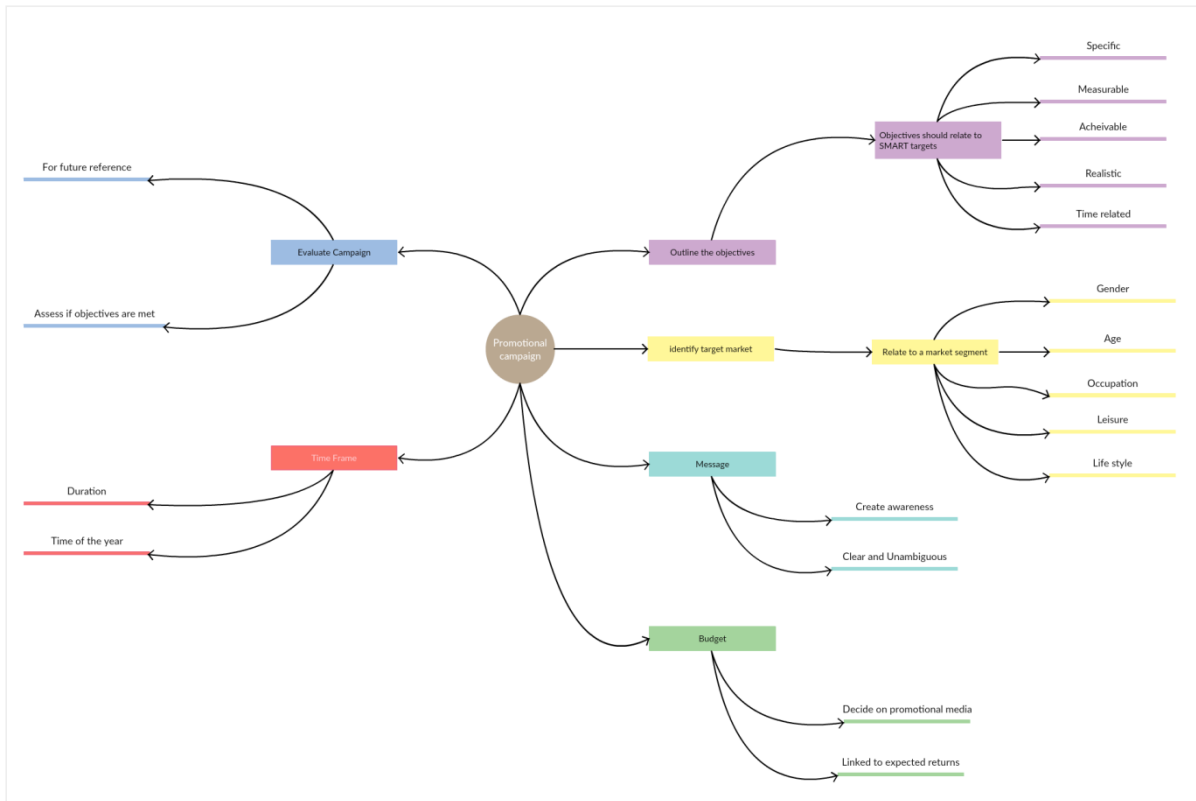 Promotional
campaign
Outline the objectives
Objectives should relate to
SMART targets
Specific
Measurable
Acheivable
Realistic
Time related
identify target market
Relate to a market segment
Gender
Age
Occupation
Leisure
Life style
Message
Create awareness
Clear and Unambiguous
Budget
Decide on promotional media
Linked to expected returns
Time Frame
Duration
Time of the year
Evaluate Campaign
For future reference
Assess if objectives are met